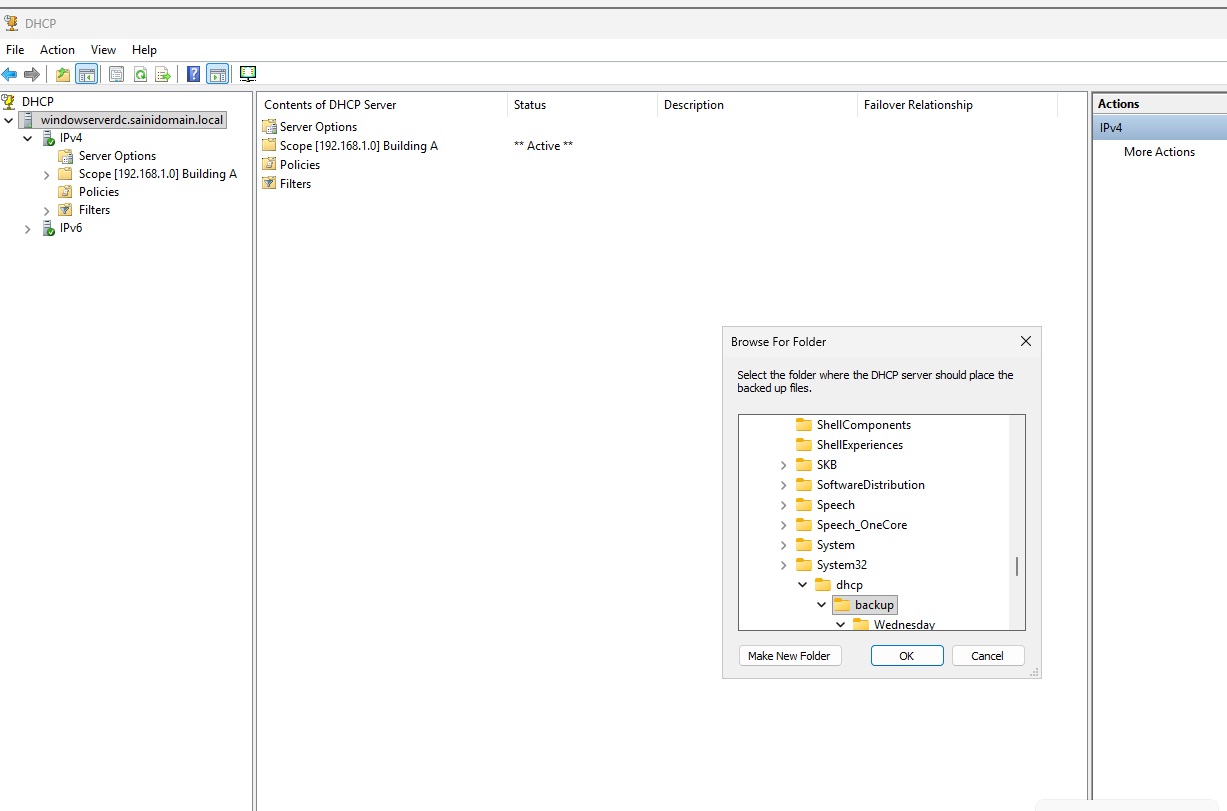 DHCP
File Action View Help
DHCP
windowserverdc.sainidomain.local
IPv4
Server Options
Scope [192.168.1.0] Building A
Policies
Filters
IPv6
Contents of DHCP Server Status Description Failover Relationship
Server Options
Scope [192.168.1.0] Building A ** Active **
Policies
Filters
Actions
IPv4
More Actions
Browse For Folder
Select the folder where the DHCP server should place the
backed up files.
ShellComponents
ShellExperiences
SKB
SoftwareDistribution
Speech
Speech_OneCore
System
System32
dhcp
backup
Wednesday
Make New Folder OK Cancel